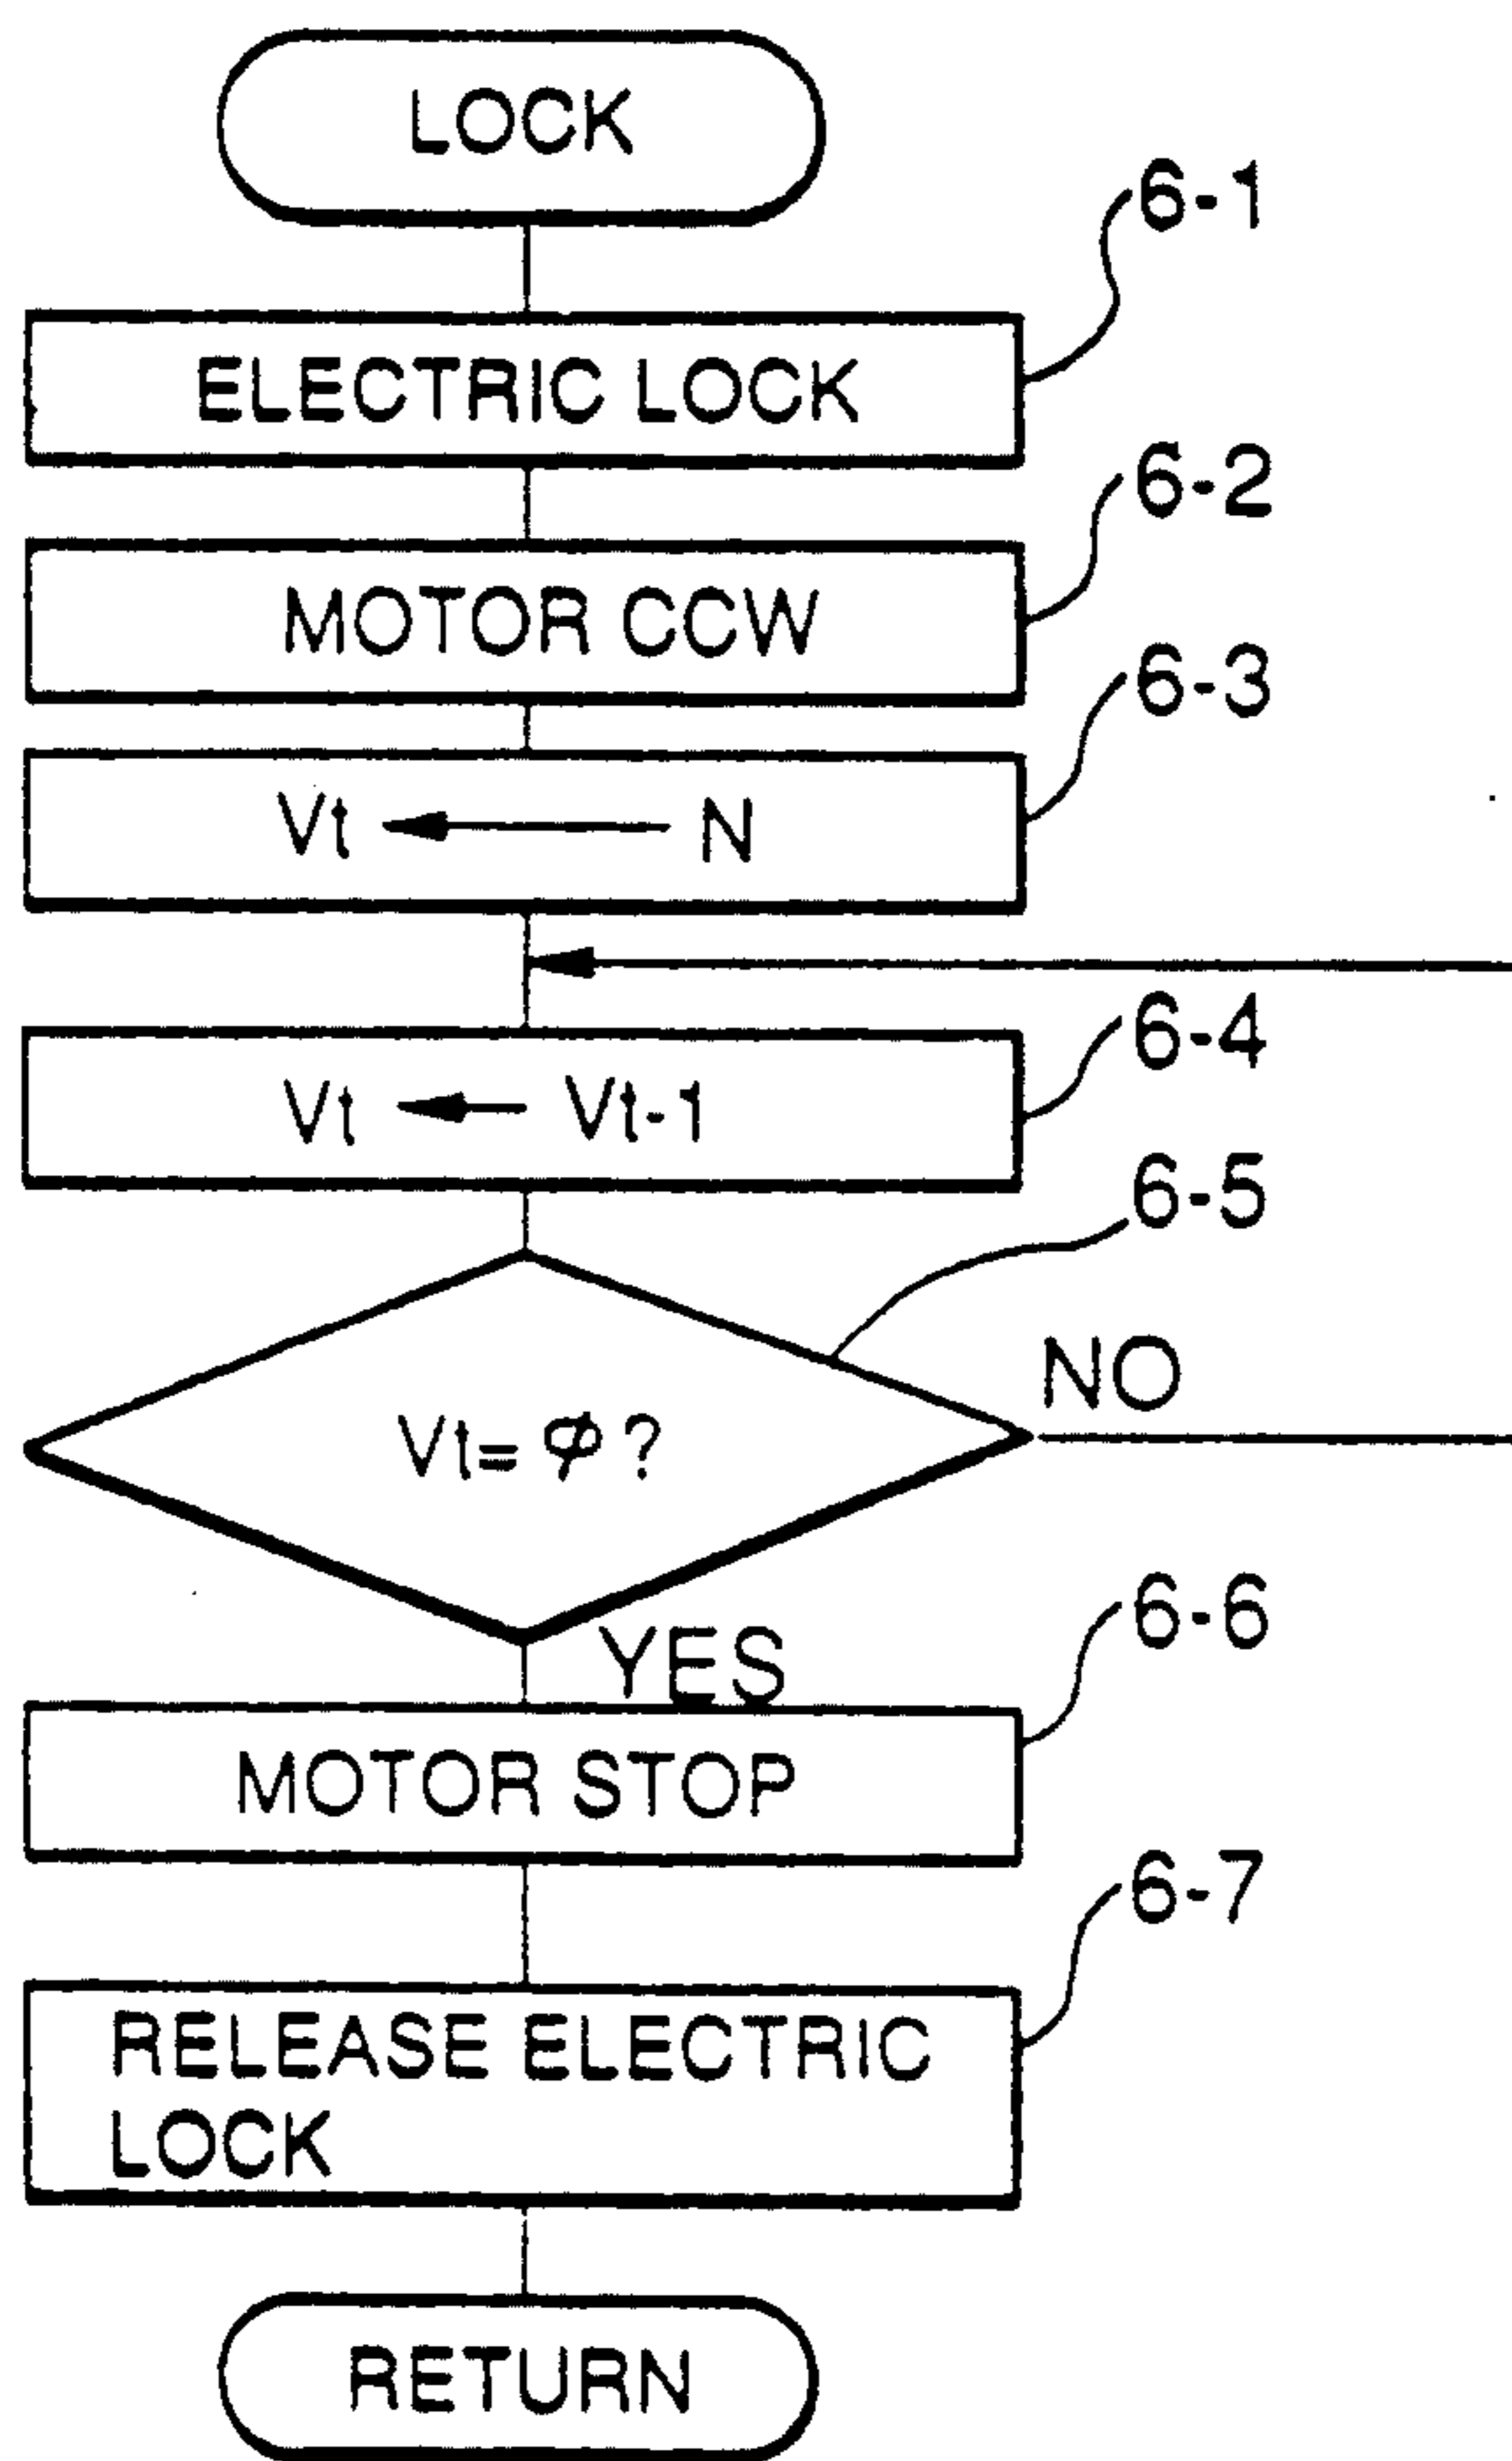 LOCK
6-1
ELECTRIC LOCK
6-2
MOTOR CCW
6-3
Vt ← N
6-4
Vt ← Vt-1
6-5
Vt= φ?
NO
YES
6-6
MOTOR STOP
6-7
RELEASE ELECTRIC
LOCK
RETURN